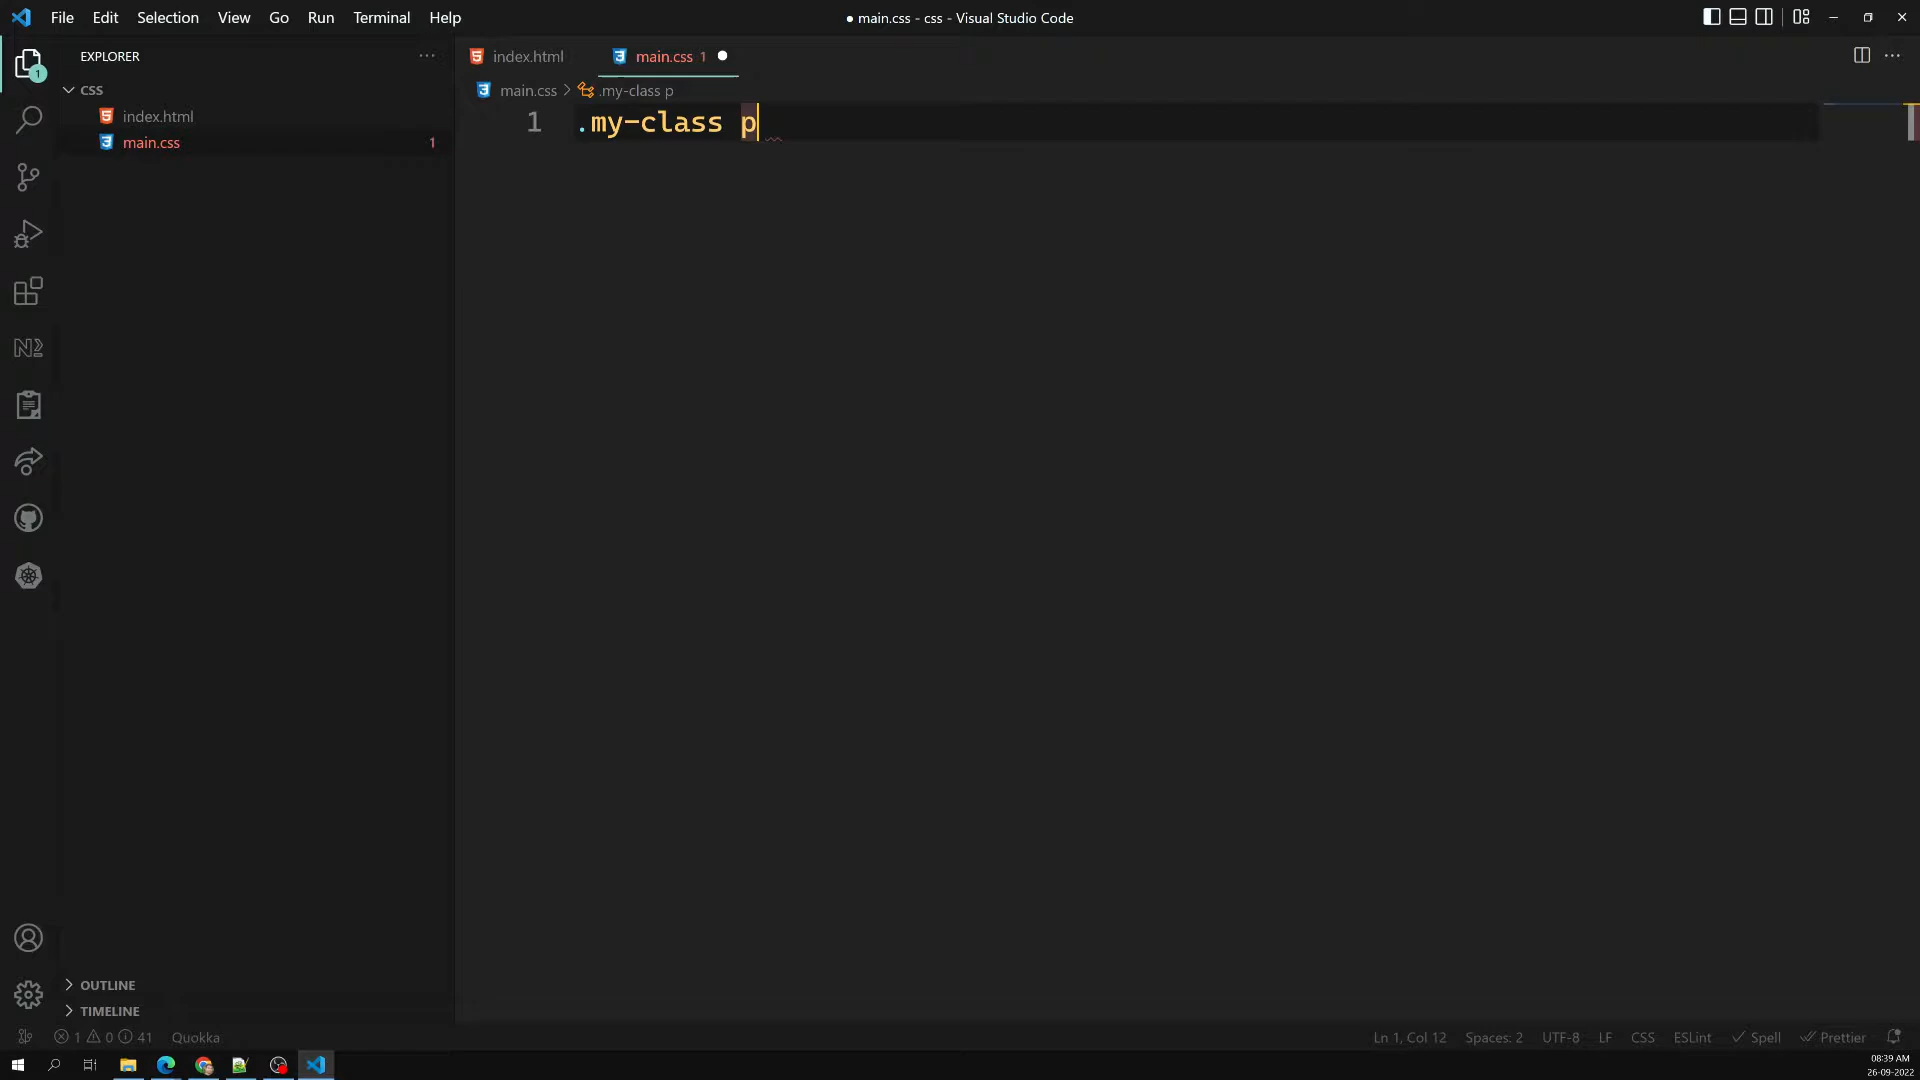 File Edit Selection View Go Run Terminal Help
● main.css - css - Visual Studio Code
EXPLORER
1
CSS
index.html
main.css 1
index.html
main.css 1
main.css > .my-class p
1 .my-class p
OUTLINE
TIMELINE
1 0 41 Quokka
Ln 1, Col 12 Spaces: 2 UTF-8 LF CSS ESLint Spell Prettier
08:39 AM
26-09-2022